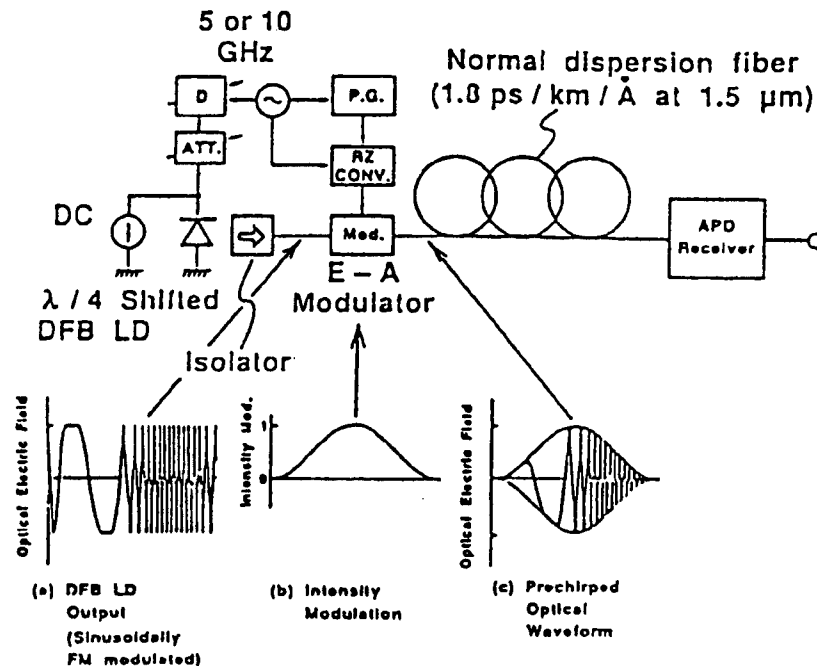 5 or 10
GHz
Normal dispersion fiber
(1.8 ps / km / Å at 1.5 μm)
D
~
P.G.
ATT.
RZ
CONV.
DC
Mod.
APD
Receiver
E - A
Modulator
λ / 4 Shifted
DFB LD
Isolator
Optical Electric Field
Intensity Mod.
1
0
Optical Electric Field
(a) DFB LD
Output
(Sinusoidally
FM modulated)
(b) Intensity
Modulation
(c) Prechirped
Optical
Waveform